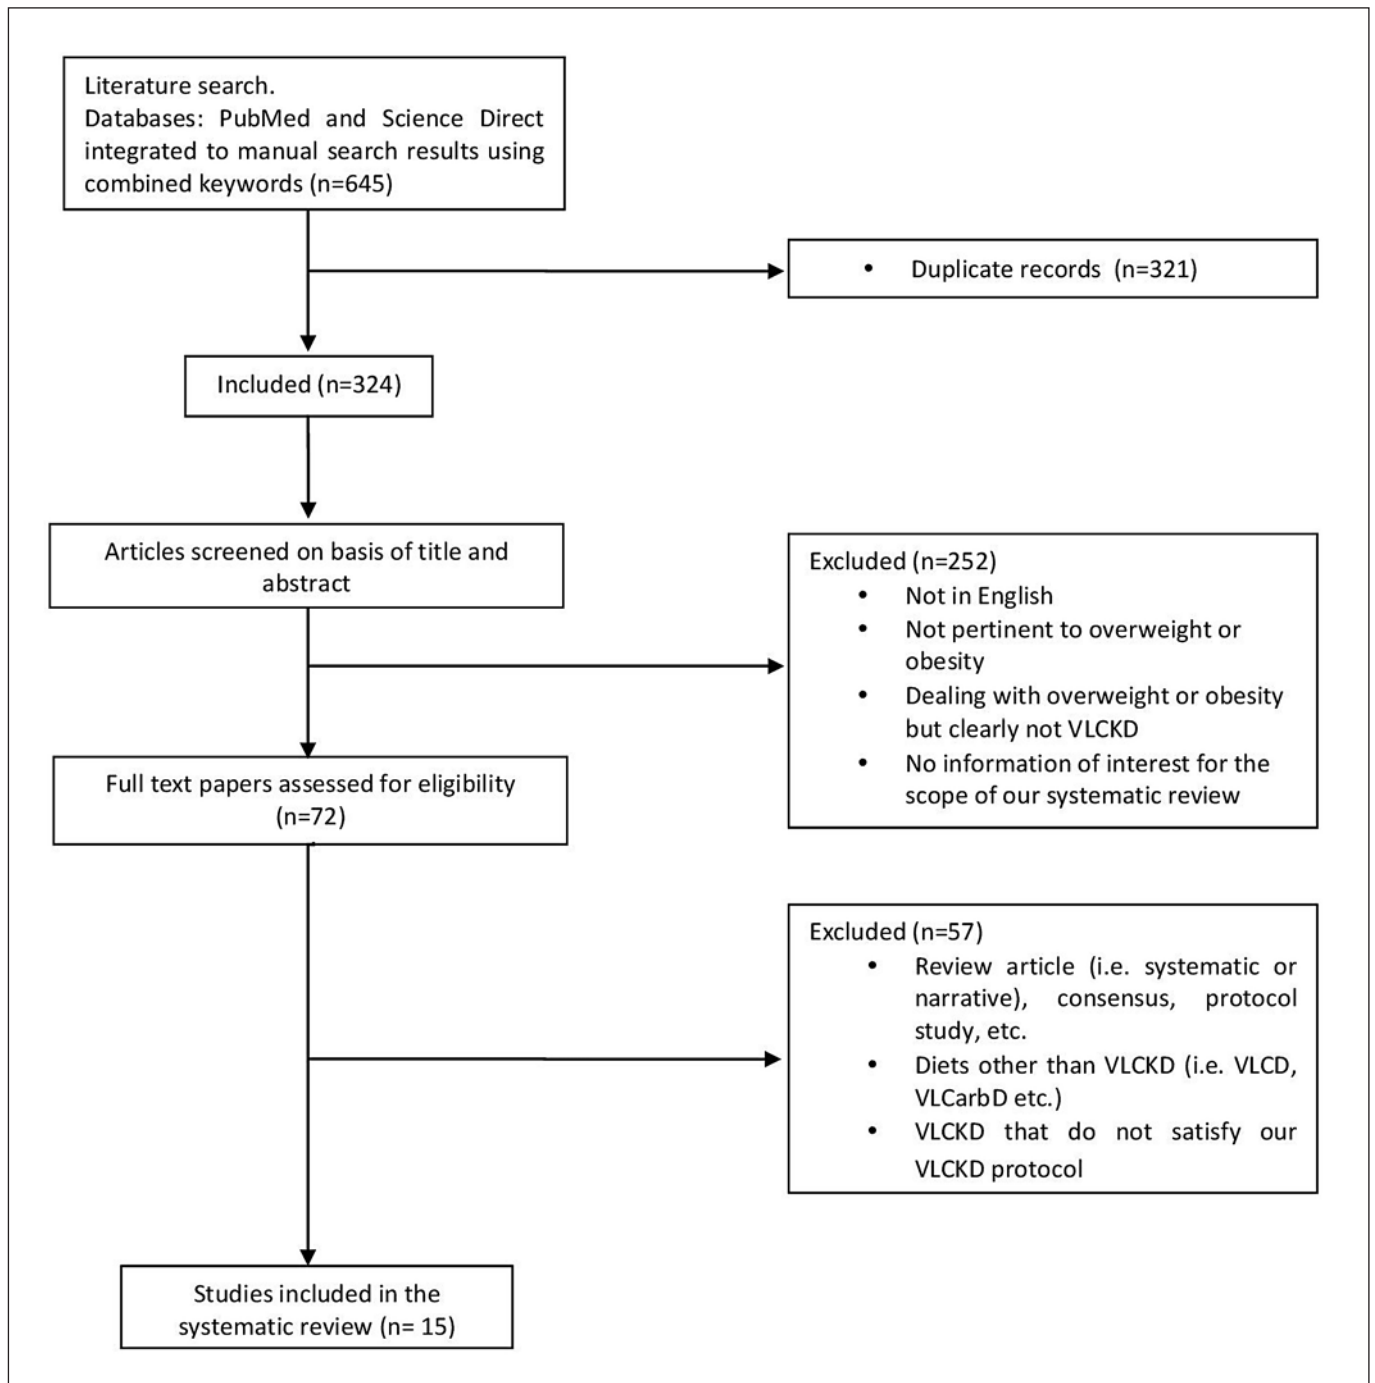 Literature search.
Databases: PubMed and Science Direct
integrated to manual search results using
combined keywords (n=645)
• Duplicate records (n=321)
Included (n=324)
Articles screened on basis of title and
abstract
Excluded (n=252)
• Not in English
• Not pertinent to overweight or
obesity
• Dealing with overweight or obesity
but clearly not VLCKD
• No information of interest for the
scope of our systematic review
Full text papers assessed for eligibility
(n=72)
Excluded (n=57)
• Review article (i.e. systematic or
narrative), consensus, protocol
study, etc.
• Diets other than VLCKD (i.e. VLCD,
VLCarbD etc.)
• VLCKD that do not satisfy our
VLCKD protocol
Studies included in the
systematic review (n= 15)